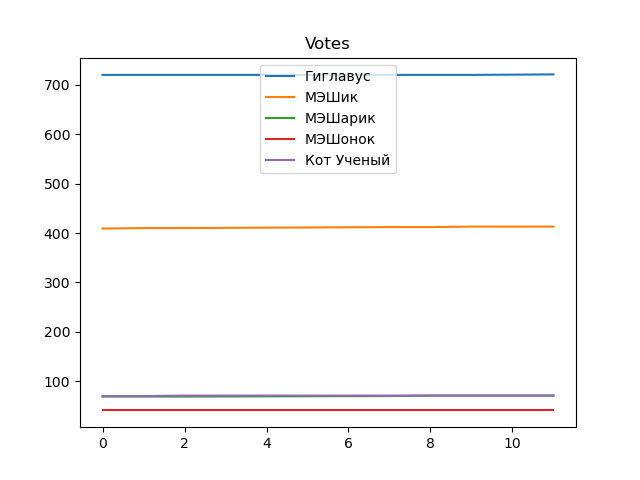 Votes
Гиглавус
МЭШик
МЭШарик
МЭШонок
Кот Ученый
700
600
500
400
300
200
100
0 2 4 6 8 10